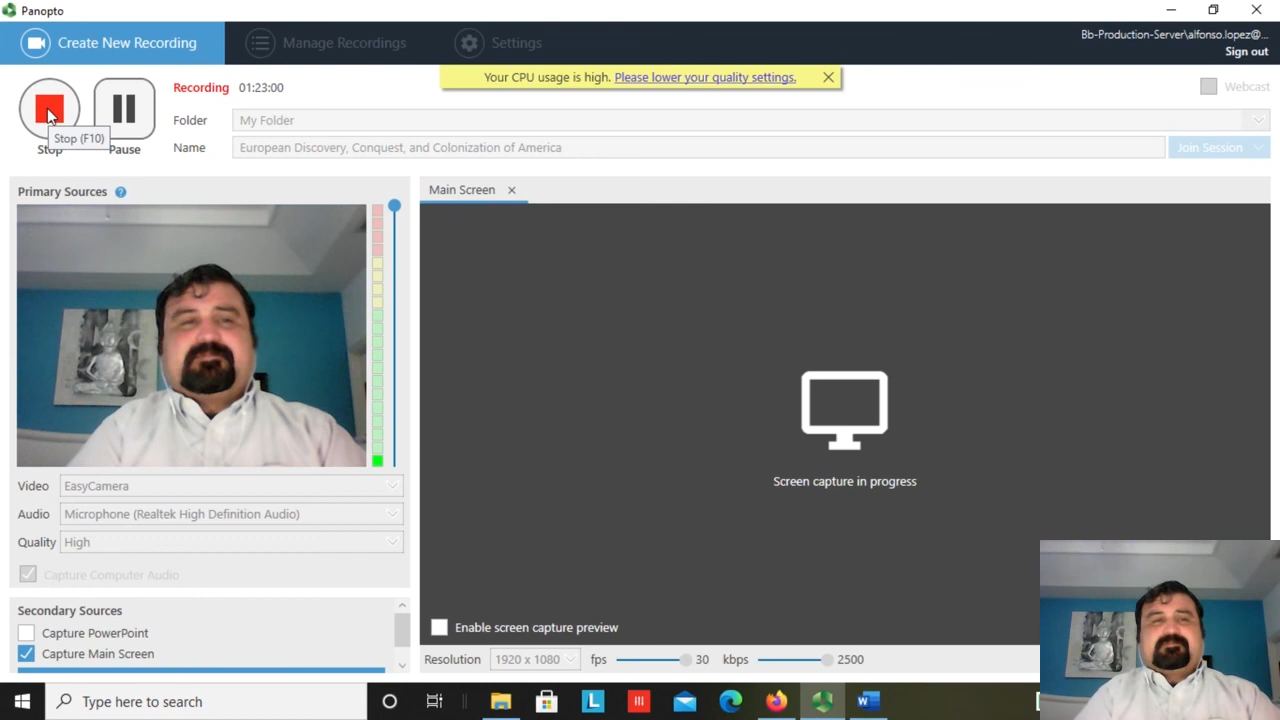 Panopto
Create New Recording
Manage Recordings
Settings
Bb-Production-Server\alfonso.lopez@...
Sign out
Your CPU usage is high. Please lower your quality settings.
Recording 01:23:00
Webcast
Folder My Folder
Stop (F10)
Stop Pause
Name European Discovery, Conquest, and Colonization of America
Join Session
Primary Sources ?
Main Screen
Screen capture in progress
Video EasyCamera
Audio Microphone (Realtek High Definition Audio)
Quality High
Capture Computer Audio
Secondary Sources
Capture PowerPoint
Capture Main Screen
Enable screen capture preview
Resolution 1920 x 1080 fps 30 kbps 2500
Type here to search